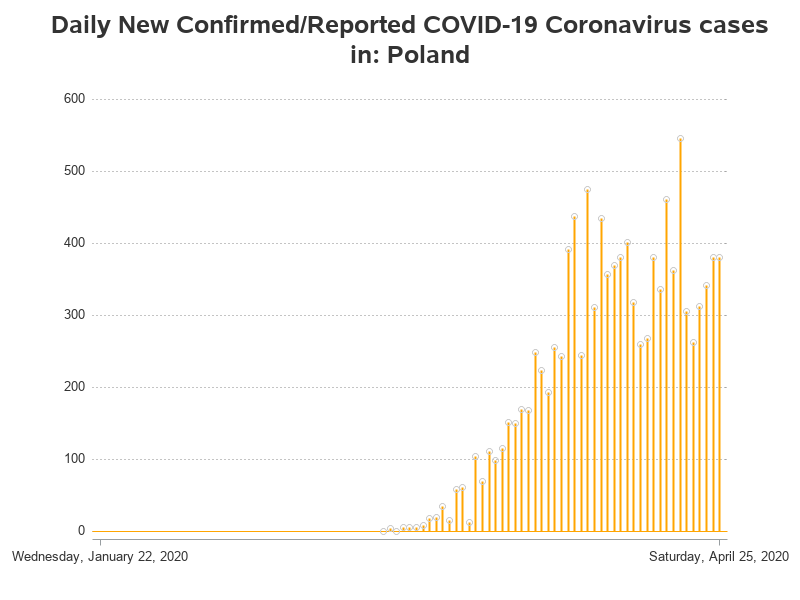 Daily New Confirmed/Reported COVID-19 Coronavirus cases
in: Poland
600
500
400
300
200
100
0
Wednesday, January 22, 2020
Saturday, April 25, 2020